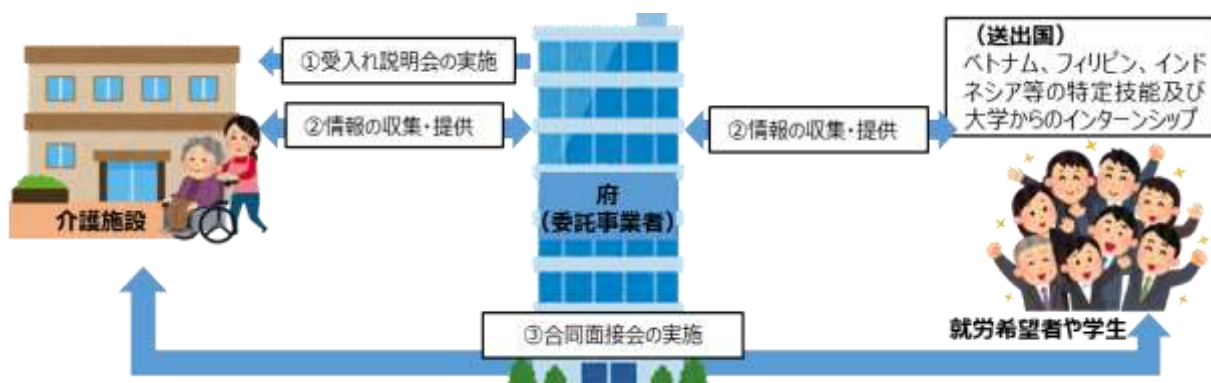 ①受入れ説明会の実施
②情報の収集・提供
介護施設
府
（委託事業者）
②情報の収集・提供
（送出国）
ベトナム、フィリピン、インド
ネシア等の特定技能及び
大学からのインターンシップ
就労希望者や学生
③合同面接会の実施